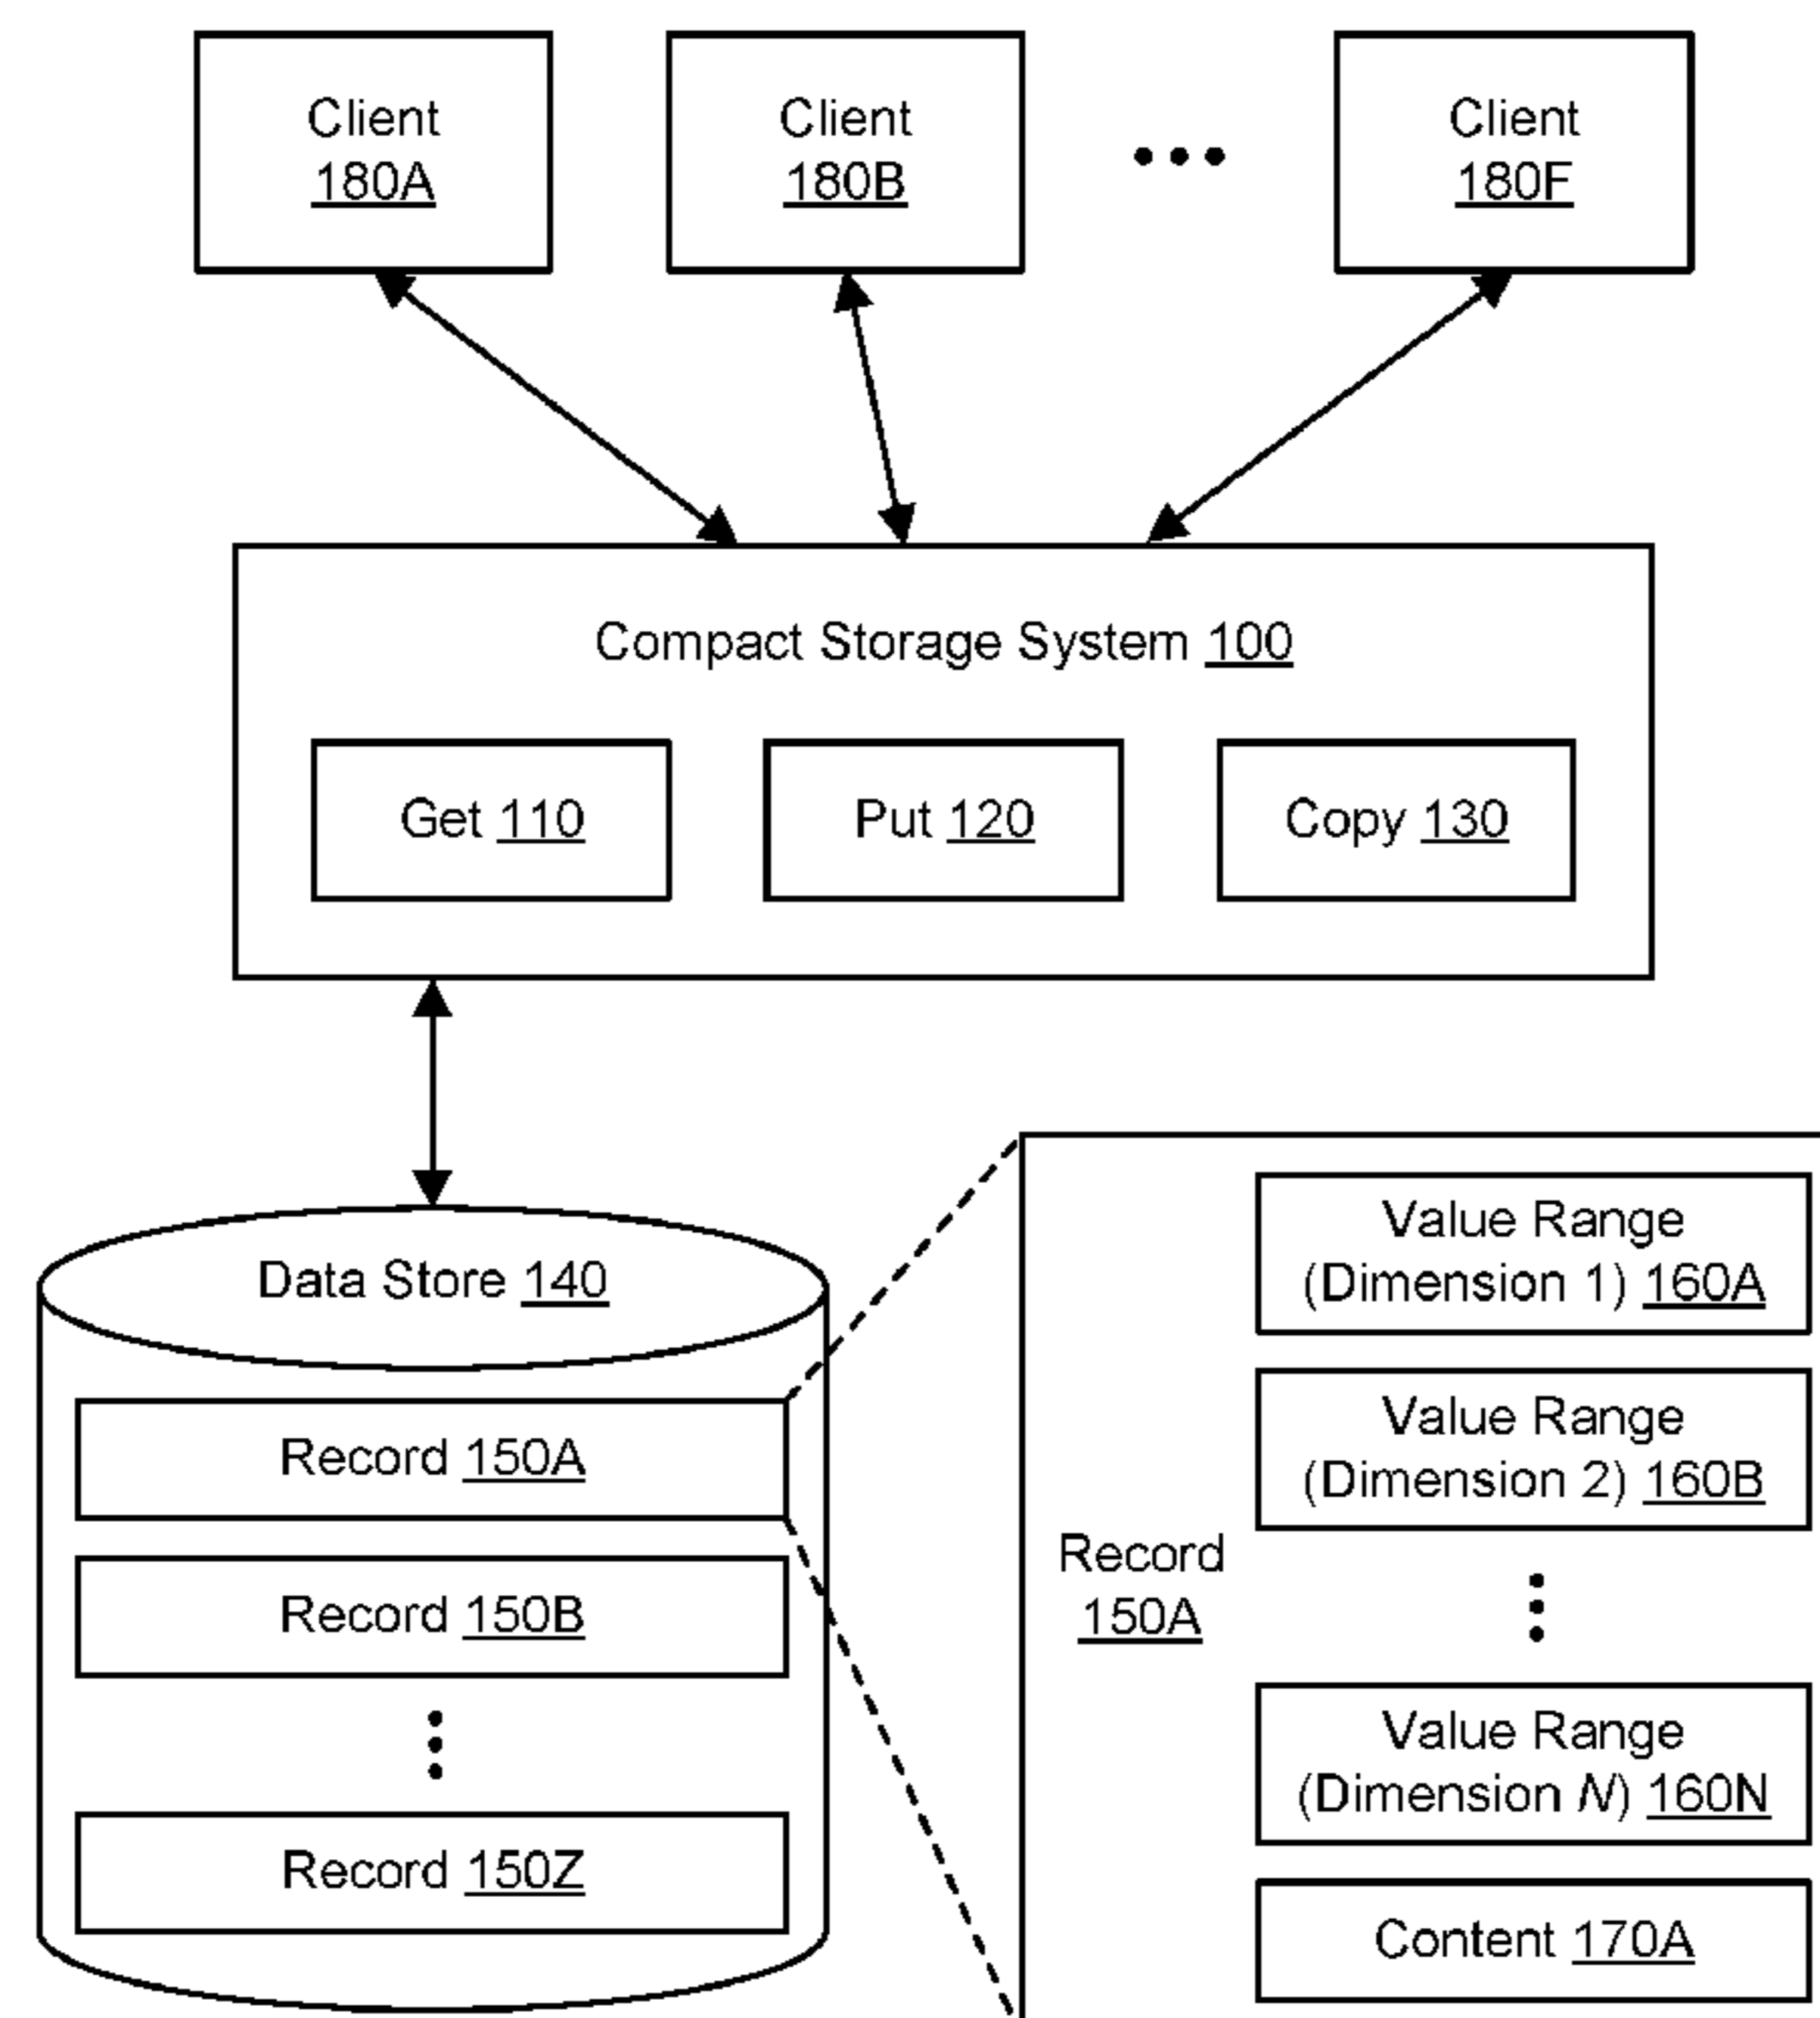 Client
180A
Client
180B
Client
180F
Compact Storage System 100
Get 110
Put 120
Copy 130
Data Store 140
Record 150A
Record 150B
Record 150Z
Record
150A
Value Range
(Dimension 1) 160A
Value Range
(Dimension 2) 160B
Value Range
(Dimension N) 160N
Content 170A